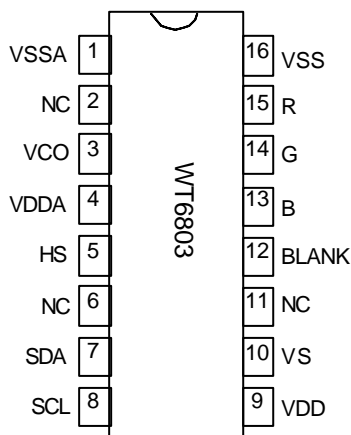 VSSA 1 16 VSS
NC 2 15 R
VCO 3 14 G
VDDA 4 13 B
WT6803
HS 5 12 BLANK
NC 6 11 NC
SDA 7 10 VS
SCL 8 9 VDD